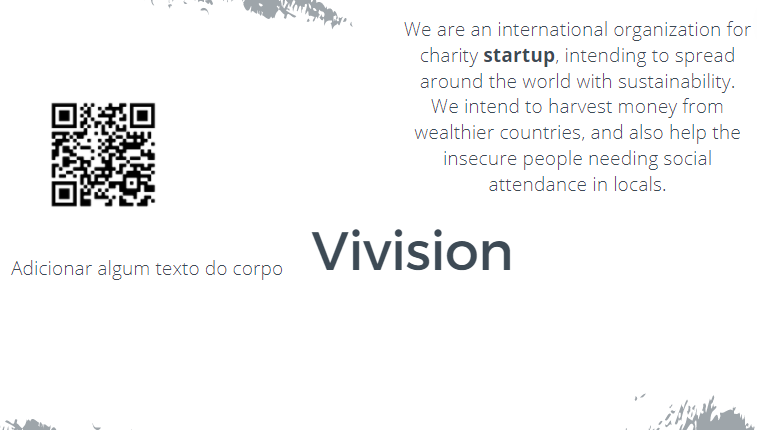 We are an international organization for
charity startup, intending to spread
around the world with sustainability.
We intend to harvest money from
wealthier countries, and also help the
insecure people needing social
attendance in locals.
Vivision
Adicionar algum texto do corpo